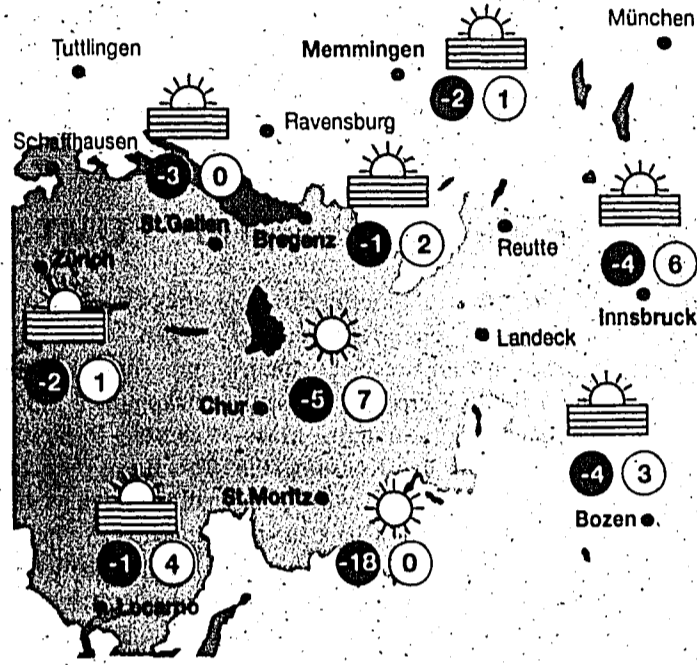 München
Tuttlingen
Memmingen
-2 1
Ravensburg
Schaffhausen
-3 0
St.Gallen
Bregenz
-1 2
Reutte
-4 6
Zürich
Innsbruck
Landeck
-2 1
Chur
-5 7
-4 3
St.Moritz
Bozen
-1 4
-18 0
Locarno